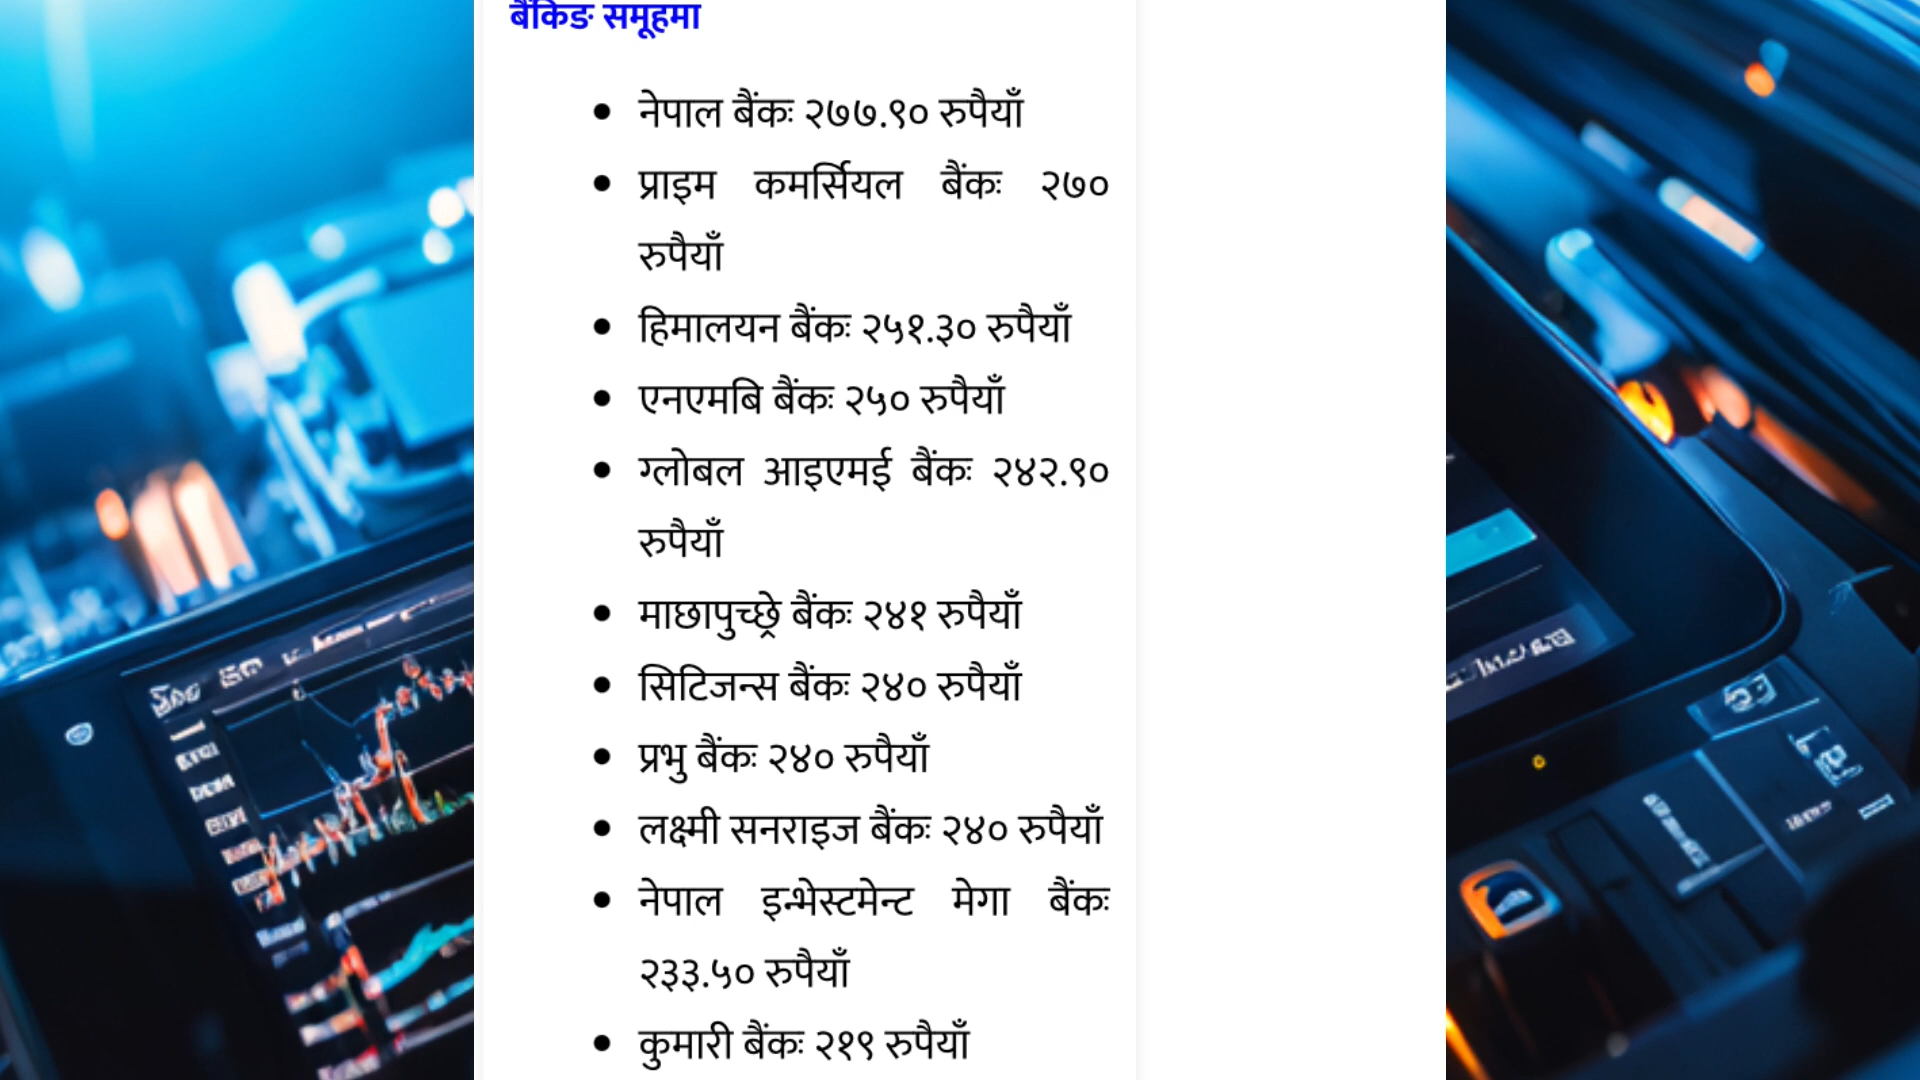 बैंकिङ समूहमा
नेपाल बैंकः २७७.९० रुपैयाँ
प्राइम कमर्सियल बैंकः २७०
रुपैयाँ
हिमालयन बैंकः २५१.३० रुपैयाँ
एनएमबि बैंकः २५० रुपैयाँ
ग्लोबल आइएमई बैंकः २४२.९०
रुपैयाँ
माछापुच्छ्रे बैंकः २४१ रुपैयाँ
सिटिजन्स बैंकः २४० रुपैयाँ
प्रभु बैंकः २४० रुपैयाँ
लक्ष्मी सनराइज बैंकः २४० रुपैयाँ
नेपाल इन्भेस्टमेन्ट मेगा बैंकः
२३३.५० रुपैयाँ
कुमारी बैंकः २१९ रुपैयाँ